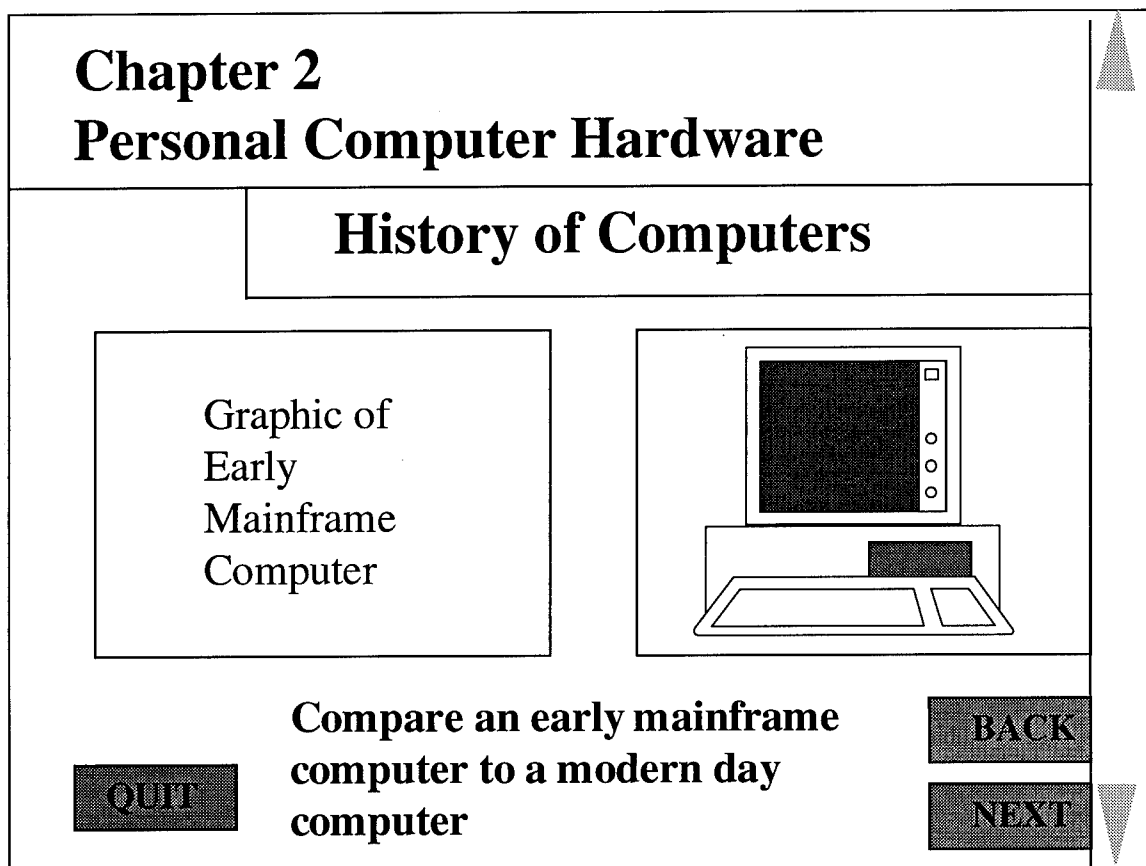 Chapter 2
Personal Computer Hardware
History of Computers
Graphic of
Early
Mainframe
Computer
Compare an early mainframe
computer to a modern day
computer
BACK
QUIT
NEXT